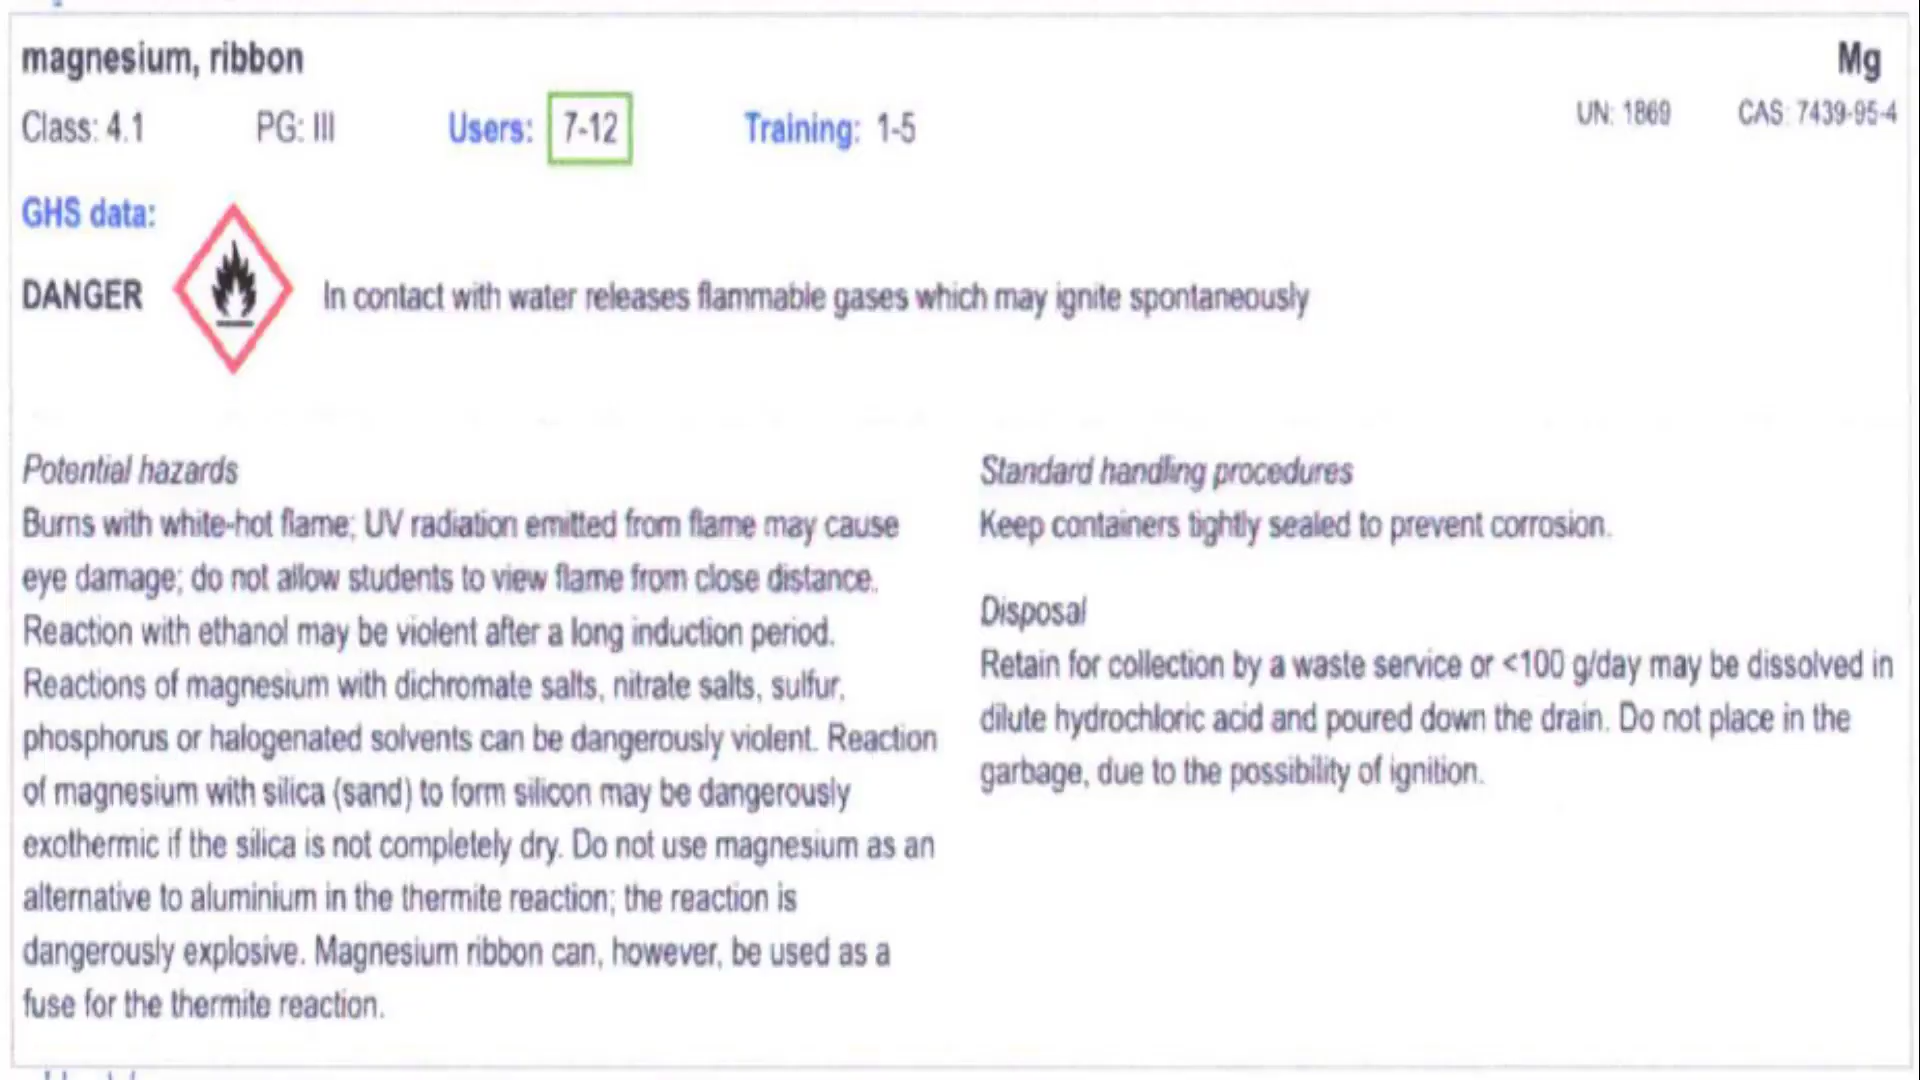 magnesium, ribbon
Mg
Class: 4.1 PG: III Users: 7-12 Training: 1-5
UN: 1869 CAS: 7439-95-4
GHS data:
DANGER In contact with water releases flammable gases which may ignite spontaneously
Potential hazards
Burns with white-hot flame; UV radiation emitted from flame may cause
eye damage; do not allow students to view flame from close distance.
Reaction with ethanol may be violent after a long induction period.
Reactions of magnesium with dichromate salts, nitrate salts, sulfur,
phosphorus or halogenated solvents can be dangerously violent. Reaction
of magnesium with silica (sand) to form silicon may be dangerously
exothermic if the silica is not completely dry. Do not use magnesium as an
alternative to aluminium in the thermite reaction; the reaction is
dangerously explosive. Magnesium ribbon can, however, be used as a
fuse for the thermite reaction.
Standard handling procedures
Keep containers tightly sealed to prevent corrosion.
Disposal
Retain for collection by a waste service or <100 g/day may be dissolved in
dilute hydrochloric acid and poured down the drain. Do not place in the
garbage, due to the possibility of ignition.